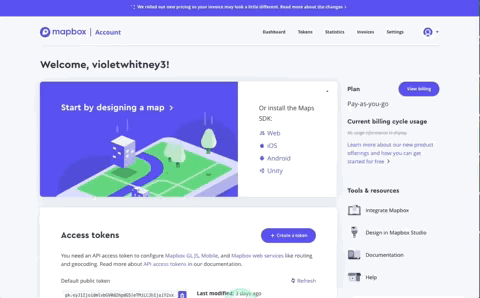 We rolled out new pricing so your invoice may look a little different. Read more about the changes ›
mapbox | Account
Dashboard Tokens Statistics Invoices Settings
Welcome, violetwhitney3!
Start by designing a map ›
Or install the Maps
SDK:
Web
iOS
Android
Unity
Plan
View billing
Pay-as-you-go
Current billing cycle usage
No usage information to display.
Learn more about our new product
offerings and how you can get
started for free ›
Tools & resources
Integrate Mapbox
Design in Mapbox Studio
Documentation
Help
Access tokens
+ Create a token
You need an API access token to configure Mapbox GL JS, Mobile, and Mapbox web services like routing
and geocoding. Read more about API access tokens in our documentation.
Default public token
Refresh
Last modified: 3 days ago